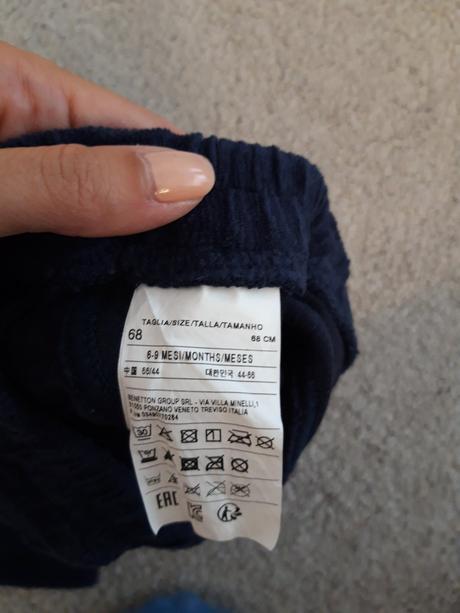 TAGLIA/SIZE/TALLA/TAMANHO
68 68 CM
6-9 MESI/MONTHS/MESES
中国 66/44 대한민국 44-66
BENETTON GROUP SRL - VIA VILLA MINELLI,1
31050 PONZANO VENETO TREVISO ITALIA
EAC